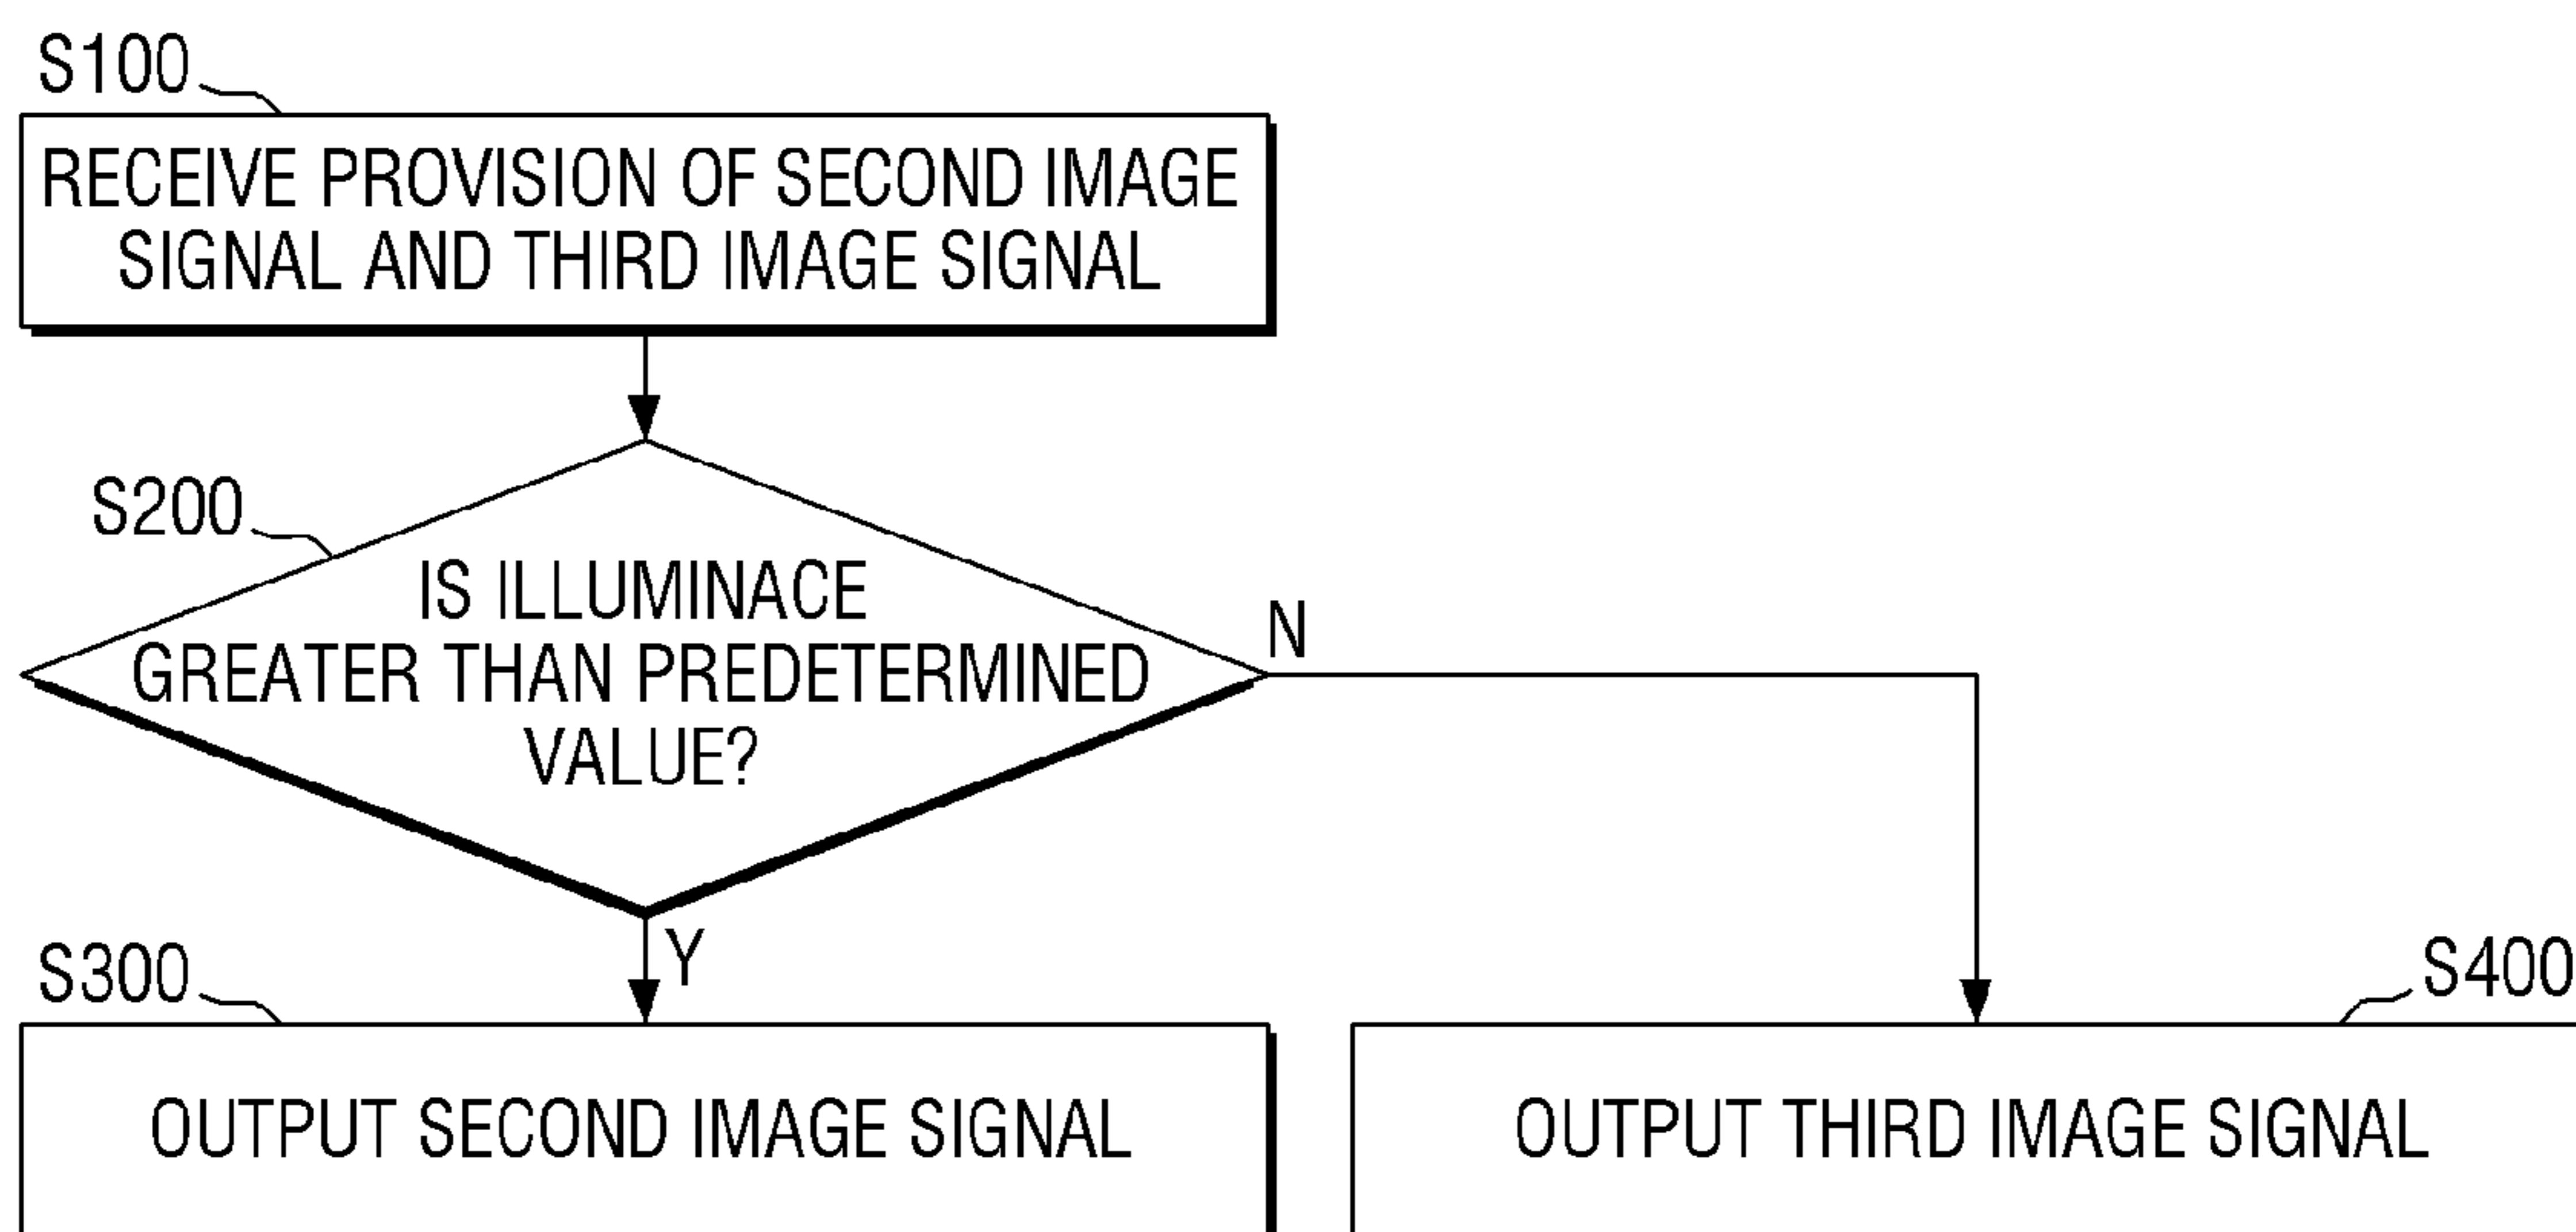 S100
RECEIVE PROVISION OF SECOND IMAGE
SIGNAL AND THIRD IMAGE SIGNAL
S200
IS ILLUMINACE
GREATER THAN PREDETERMINED
VALUE?
N
Y
S300
OUTPUT SECOND IMAGE SIGNAL
S400
OUTPUT THIRD IMAGE SIGNAL